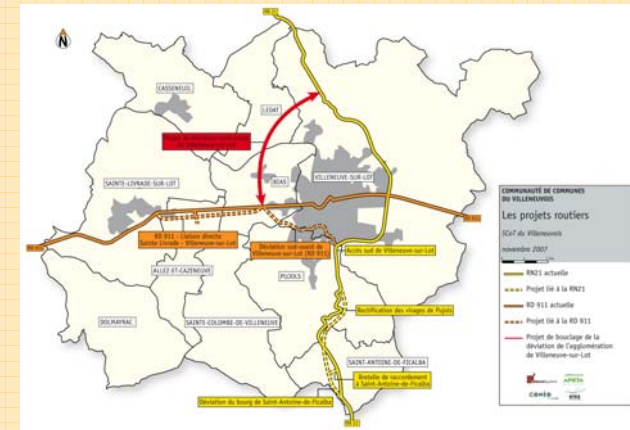 RN 21
N
CASSENEUIL
LEDAT
VILLENEUVE-SUR-LOT
BIAS
SAINTE-LIVRADE-SUR-LOT
RD 911 - Liaison directe
Sainte Livrade - Villeneuve-sur-Lot
Déviation sud-ouest de
Villeneuve-sur-Lot (RD 911)
Accès sud de Villeneuve-sur-Lot
ALLEZ-ET-CAZENEUVE
PUJOLS
Rectification des virages de Pujols
DOLMAYRAC
SAINTE-COLOMBE-DE-VILLENEUVE
SAINT-ANTOINE-DE-FICALBA
Bretelle de raccordement
à Saint-Antoine-de-Ficalba
Déviation du bourg de Saint-Antoine-de-Ficalba
RN 21
COMMUNAUTÉ DE COMMUNES
DU VILLENEUVOIS
Les projets routiers
SCoT du Villeneuvois
novembre 2007
RN21 actuelle
Projet lié à la RN21
RD 911 actuelle
Projet lié à la RD 911
Projet de bouclage de la
déviation de l'agglomération
de Villeneuve-sur-Lot